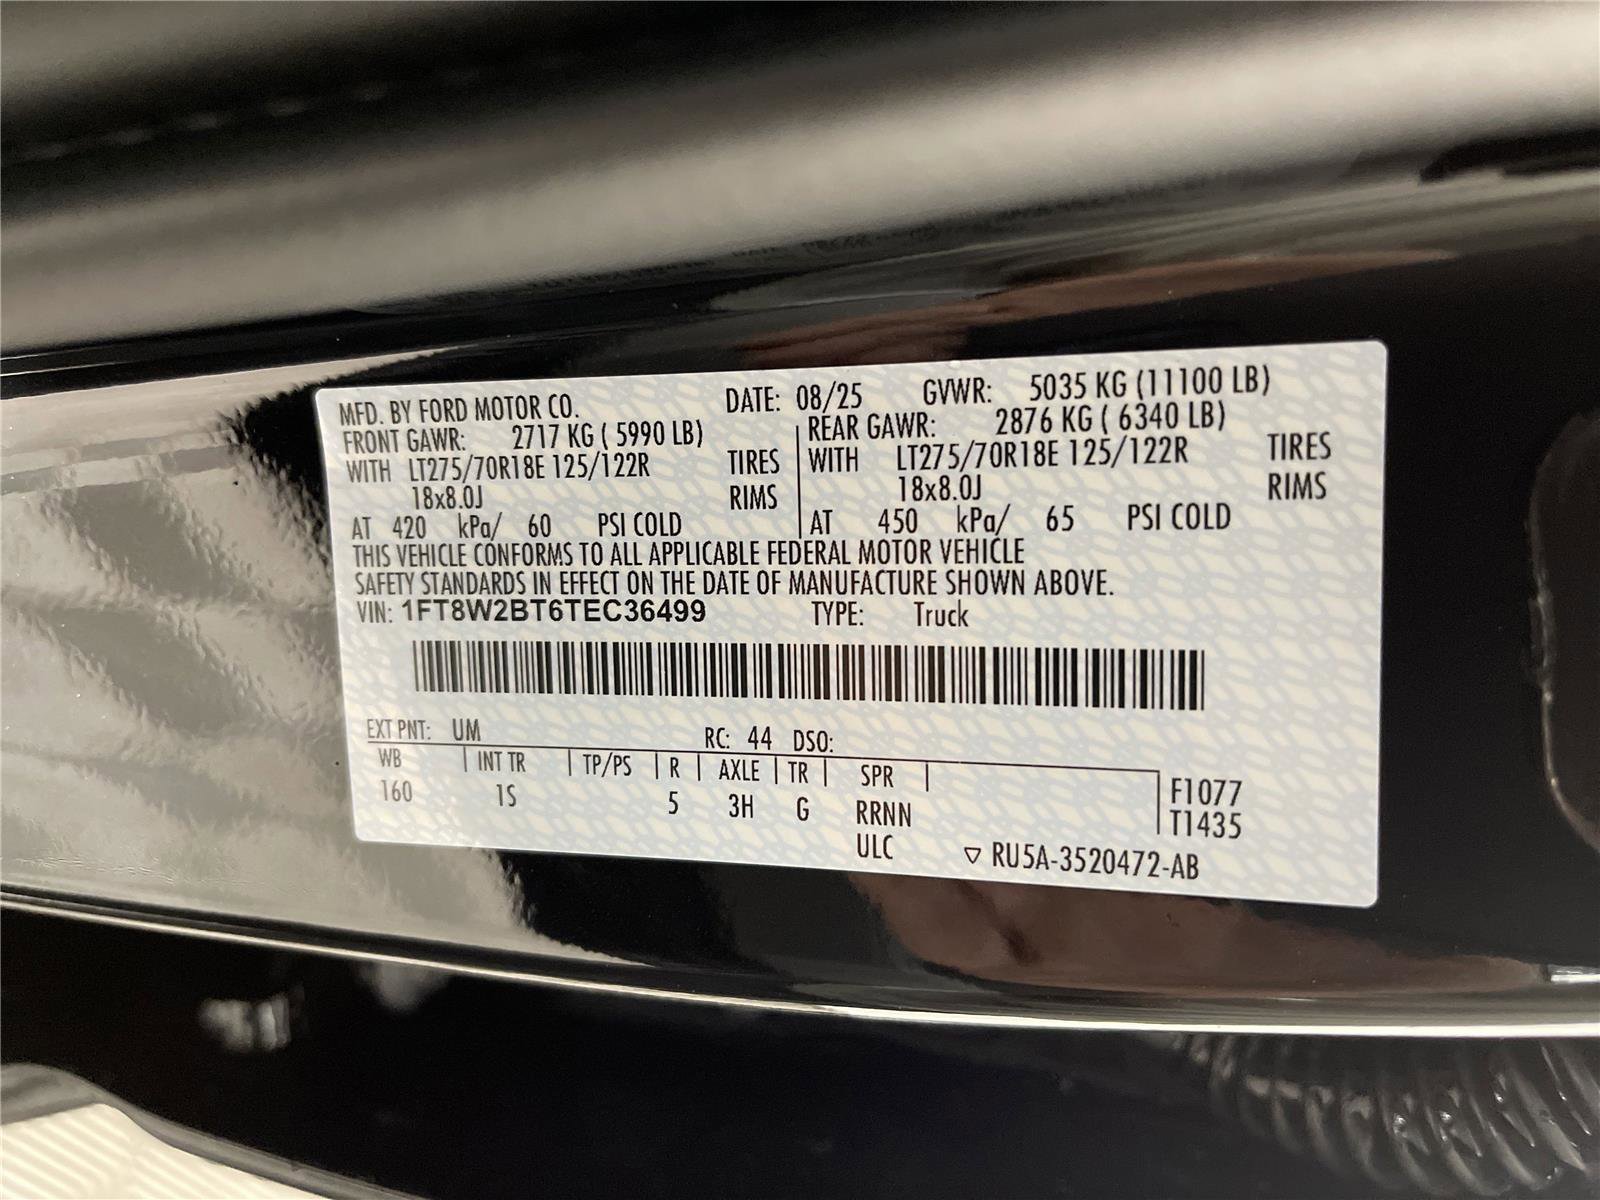 MFD. BY FORD MOTOR CO. DATE: 08/25 GVWR: 5035 KG (11100 LB)
FRONT GAWR: 2717 KG ( 5990 LB) REAR GAWR: 2876 KG ( 6340 LB)
WITH LT275/70R18E 125/122R TIRES WITH LT275/70R18E 125/122R TIRES
18x8.0J RIMS 18x8.0J RIMS
AT 420 kPa/ 60 PSI COLD AT 450 kPa/ 65 PSI COLD
THIS VEHICLE CONFORMS TO ALL APPLICABLE FEDERAL MOTOR VEHICLE
SAFETY STANDARDS IN EFFECT ON THE DATE OF MANUFACTURE SHOWN ABOVE.
VIN: 1FT8W2BT6TEC36499 TYPE: Truck
EXT PNT: UM RC: 44 DSO:
WB INT TR TP/PS R AXLE TR SPR
160 1S 5 3H G RRNN F1077
T1435
ULC ▽ RU5A-3520472-AB